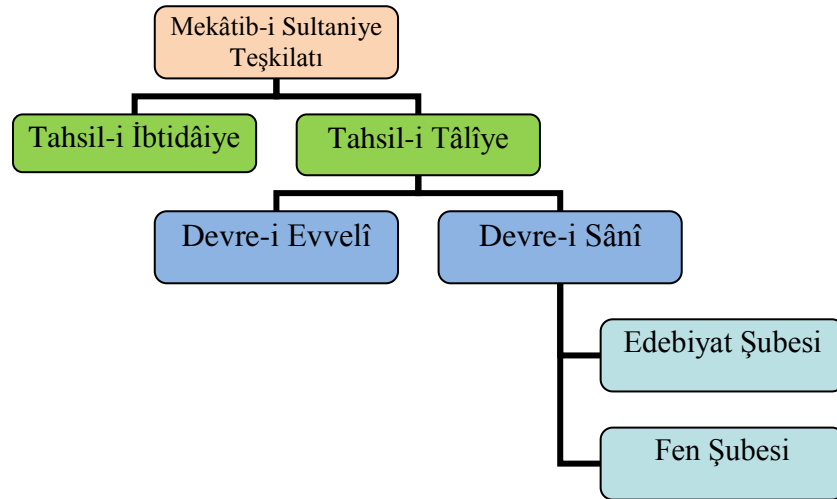 Mekâtib-i Sultaniye
Teşkilatı
Tahsil-i İbtidâiye
Tahsil-i Tâlîye
Devre-i Evvelî
Devre-i Sânî
Edebiyat Şubesi
Fen Şubesi